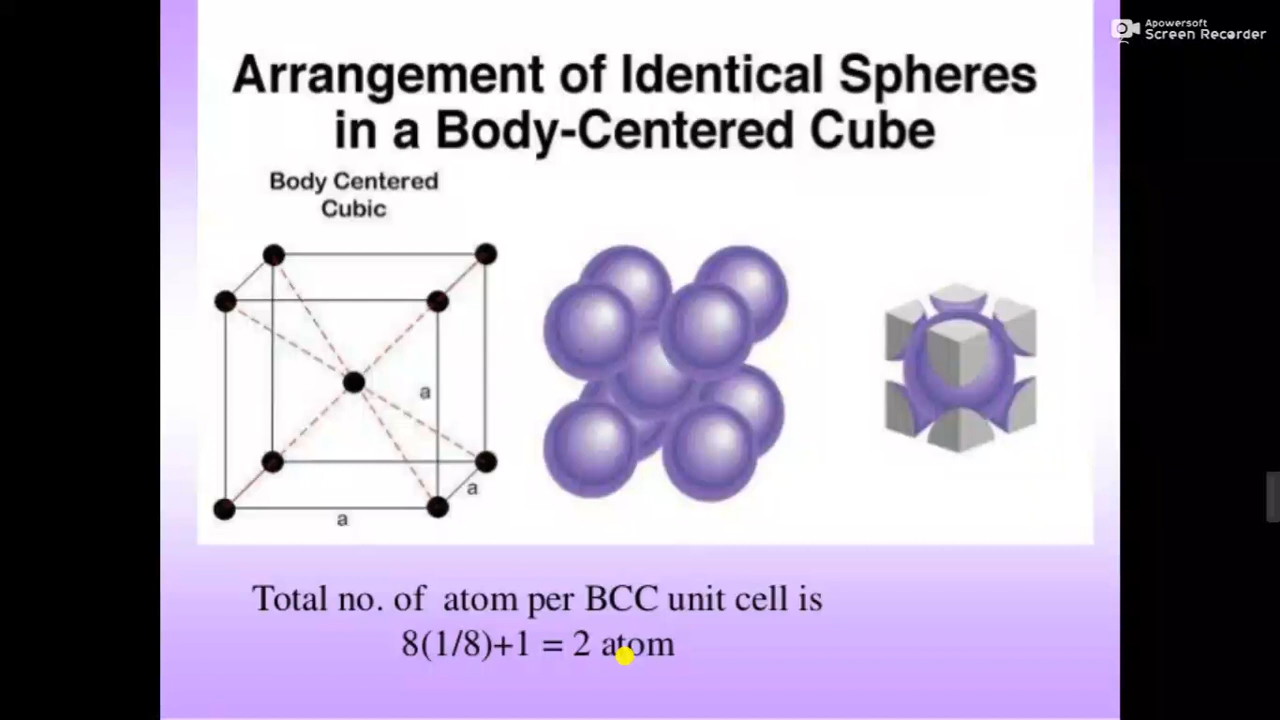 Apowersoft
Screen Recorder
Arrangement of Identical Spheres
in a Body-Centered Cube
Body Centered
Cubic
a
a
a
Total no. of atom per BCC unit cell is
8(1/8)+1 = 2 atom